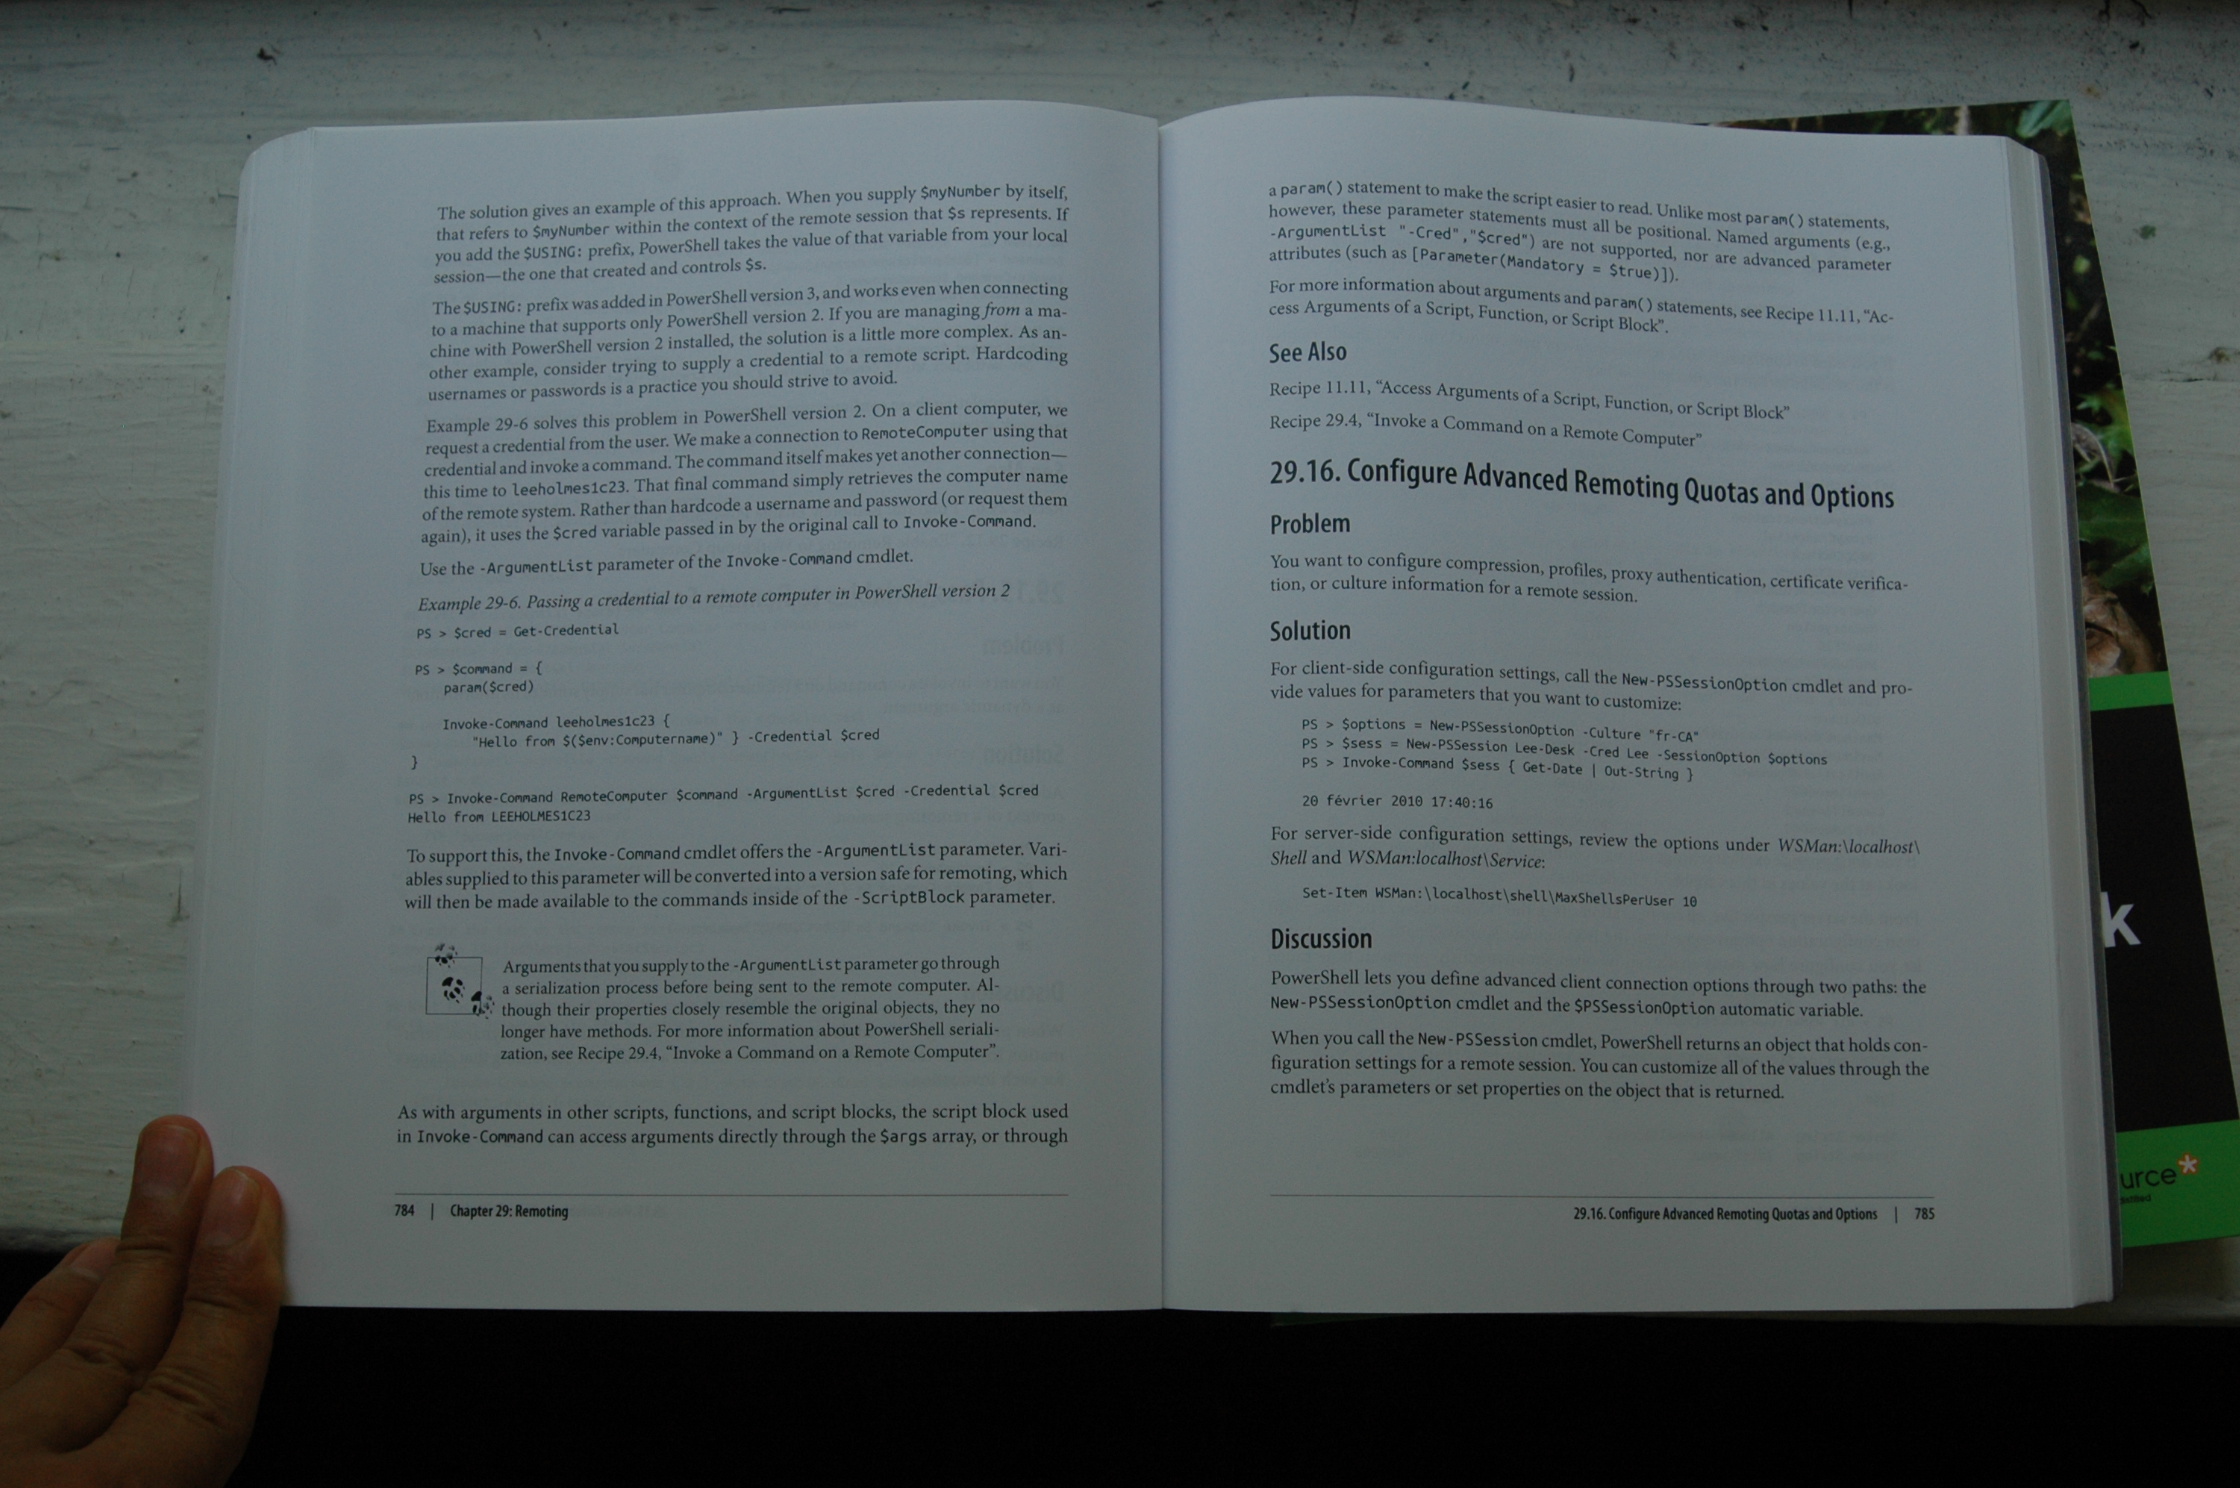 The solution gives an example of this approach. When you supply $myNumber by itself,
that refers to $myNumber within the context of the remote session that $s represents. If
you add the $USING: prefix, PowerShell takes the value of that variable from your local
session—the one that created and controls $s.
The $USING: prefix was added in PowerShell version 3, and works even when connecting
to a machine that supports only PowerShell version 2. If you are managing from a ma-
chine with PowerShell version 2 installed, the solution is a little more complex. As an-
other example, consider trying to supply a credential to a remote script. Hardcoding
usernames or passwords is a practice you should strive to avoid.
Example 29-6 solves this problem in PowerShell version 2. On a client computer, we
request a credential from the user. We make a connection to RemoteComputer using that
credential and invoke a command. The command itself makes yet another connection—
this time to leeholmes1c23. That final command simply retrieves the computer name
of the remote system. Rather than hardcode a username and password (or request them
again), it uses the $cred variable passed in by the original call to Invoke-Command.
Use the -ArgumentList parameter of the Invoke-Command cmdlet.
Example 29-6. Passing a credential to a remote computer in PowerShell version 2
PS > $cred = Get-Credential
PS > $command = {
param($cred)
Invoke-Command leeholmes1c23 {
"Hello from $($env:Computername)" } -Credential $cred
}
PS > Invoke-Command RemoteComputer $command -ArgumentList $cred -Credential $cred
Hello from LEEHOLMES1C23
To support this, the Invoke-Command cmdlet offers the -ArgumentList parameter. Vari-
ables supplied to this parameter will be converted into a version safe for remoting, which
will then be made available to the commands inside of the -ScriptBlock parameter.
Arguments that you supply to the -ArgumentList parameter go through
a serialization process before being sent to the remote computer. Al-
though their properties closely resemble the original objects, they no
longer have methods. For more information about PowerShell seriali-
zation, see Recipe 29.4, “Invoke a Command on a Remote Computer”.
As with arguments in other scripts, functions, and script blocks, the script block used
in Invoke-Command can access arguments directly through the $args array, or through
784 | Chapter 29: Remoting
a param() statement to make the script easier to read. Unlike most param() statements,
however, these parameter statements must all be positional. Named arguments (e.g.,
-ArgumentList "-Cred","$cred") are not supported, nor are advanced parameter
attributes (such as [Parameter(Mandatory = $true)]).
For more information about arguments and param() statements, see Recipe 11.11, “Ac-
cess Arguments of a Script, Function, or Script Block”.
See Also
Recipe 11.11, “Access Arguments of a Script, Function, or Script Block”
Recipe 29.4, “Invoke a Command on a Remote Computer”
29.16. Configure Advanced Remoting Quotas and Options
Problem
You want to configure compression, profiles, proxy authentication, certificate verifica-
tion, or culture information for a remote session.
Solution
For client-side configuration settings, call the New-PSSessionOption cmdlet and pro-
vide values for parameters that you want to customize:
PS > $options = New-PSSessionOption -Culture "fr-CA"
PS > $sess = New-PSSession Lee-Desk -Cred Lee -SessionOption $options
PS > Invoke-Command $sess { Get-Date | Out-String }
20 février 2010 17:40:16
For server-side configuration settings, review the options under WSMan:\localhost\
Shell and WSMan:localhost\Service:
Set-Item WSMan:\localhost\shell\MaxShellsPerUser 10
Discussion
PowerShell lets you define advanced client connection options through two paths: the
New-PSSessionOption cmdlet and the $PSSessionOption automatic variable.
When you call the New-PSSession cmdlet, PowerShell returns an object that holds con-
figuration settings for a remote session. You can customize all of the values through the
cmdlet’s parameters or set properties on the object that is returned.
29.16. Configure Advanced Remoting Quotas and Options | 785
k
urce*